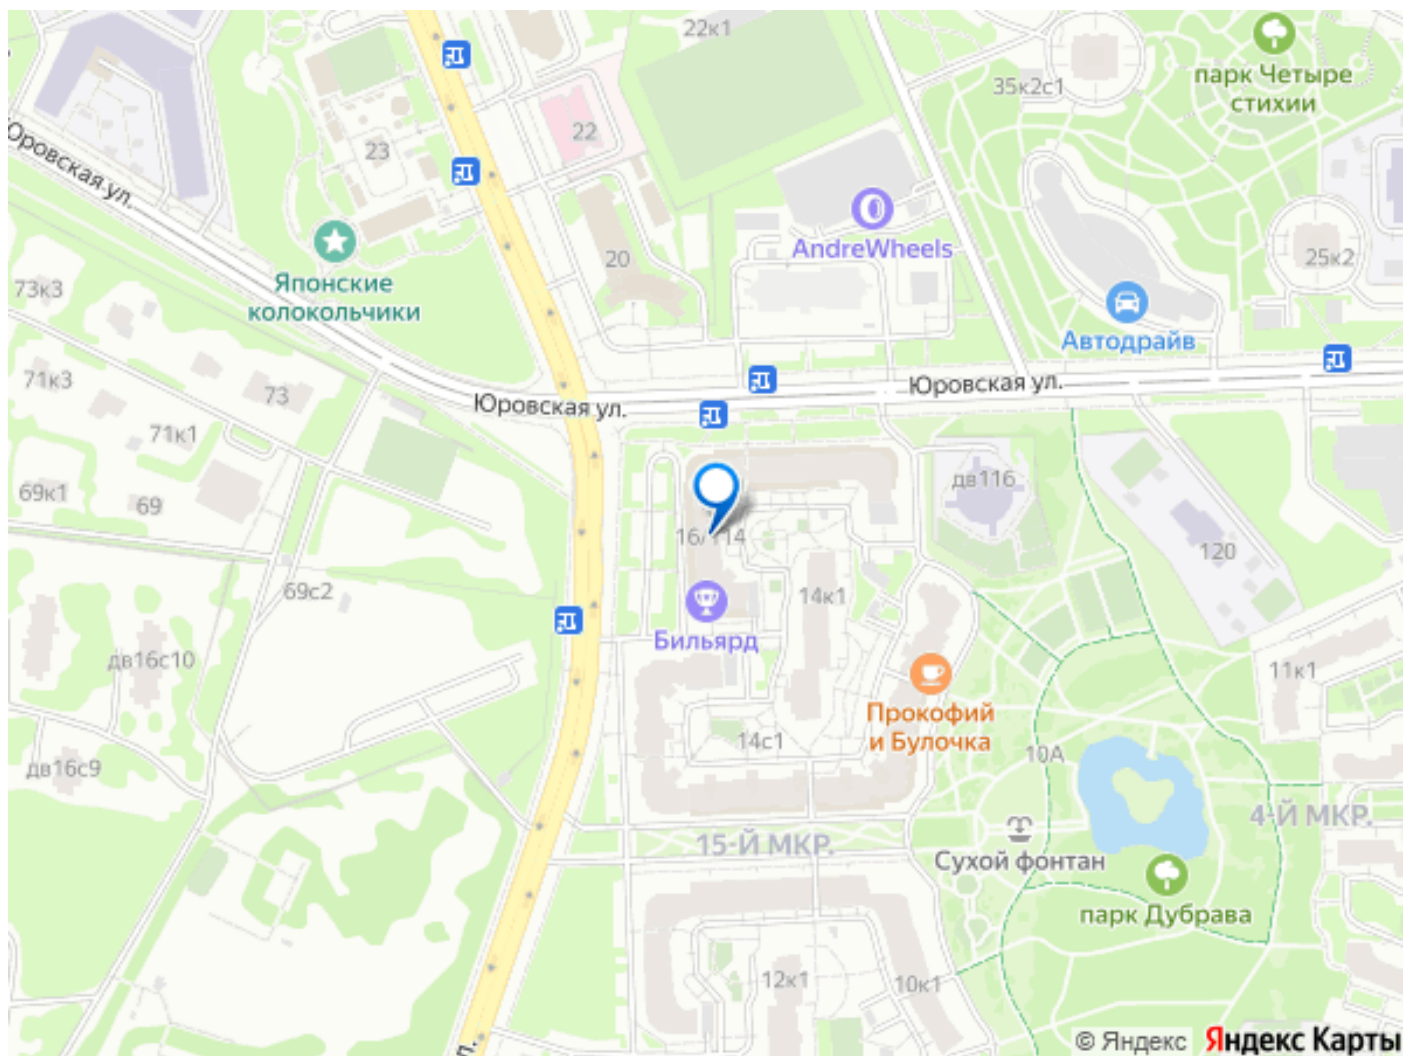 22к1
парк Четыре
стихии
35к2с1
22
23
Юровская ул.
AndreWheels
20
25к2
Японские
колокольчики
73к3
Автодрайв
71к3
73
Юровская ул.
Юровская ул.
71к1
69к1
69
дв116
16/114
120
69с2
14к1
Бильярд
дв16с10
11к1
Прокофий
и Булочка
14с1
10А
дв16с9
4-Й МКР.
15-Й МКР.
Сухой фонтан
парк Дубрава
12к1
10к1
л.
© Яндекс Яндекс Карты